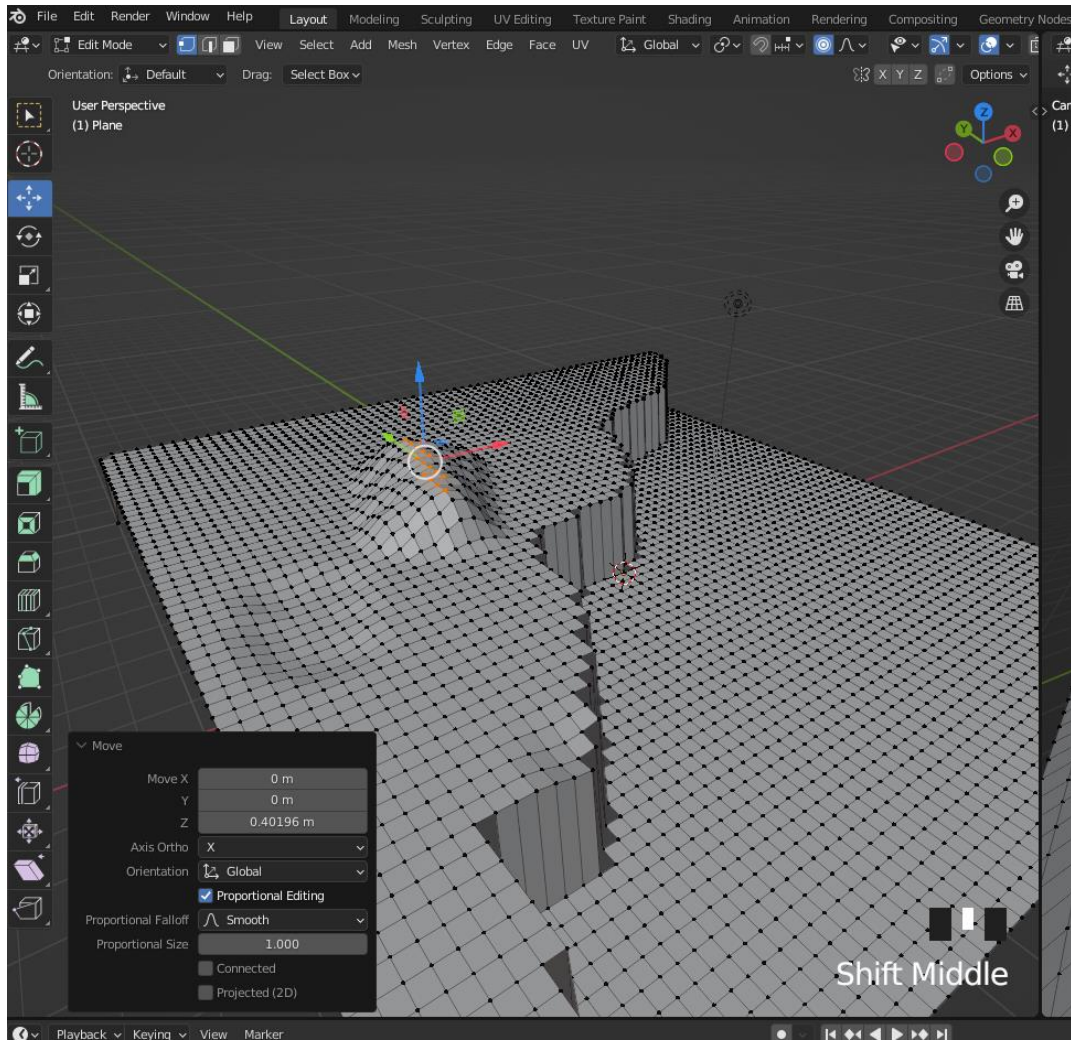 File Edit Render Window Help Layout Modeling Sculpting UV Editing Texture Paint Shading Animation Rendering Compositing Geometry Nodes
Edit Mode View Select Add Mesh Vertex Edge Face UV Global
Orientation: Default Drag: Select Box X Y Z Options
User Perspective
(1) Plane
Z
Y
X
Move
Move X 0 m
Y 0 m
Z 0.40196 m
Axis Ortho X
Orientation Global
Proportional Editing
Proportional Falloff Smooth
Proportional Size 1.000
Connected
Projected (2D)
Shift Middle
Playback Keying View Marker